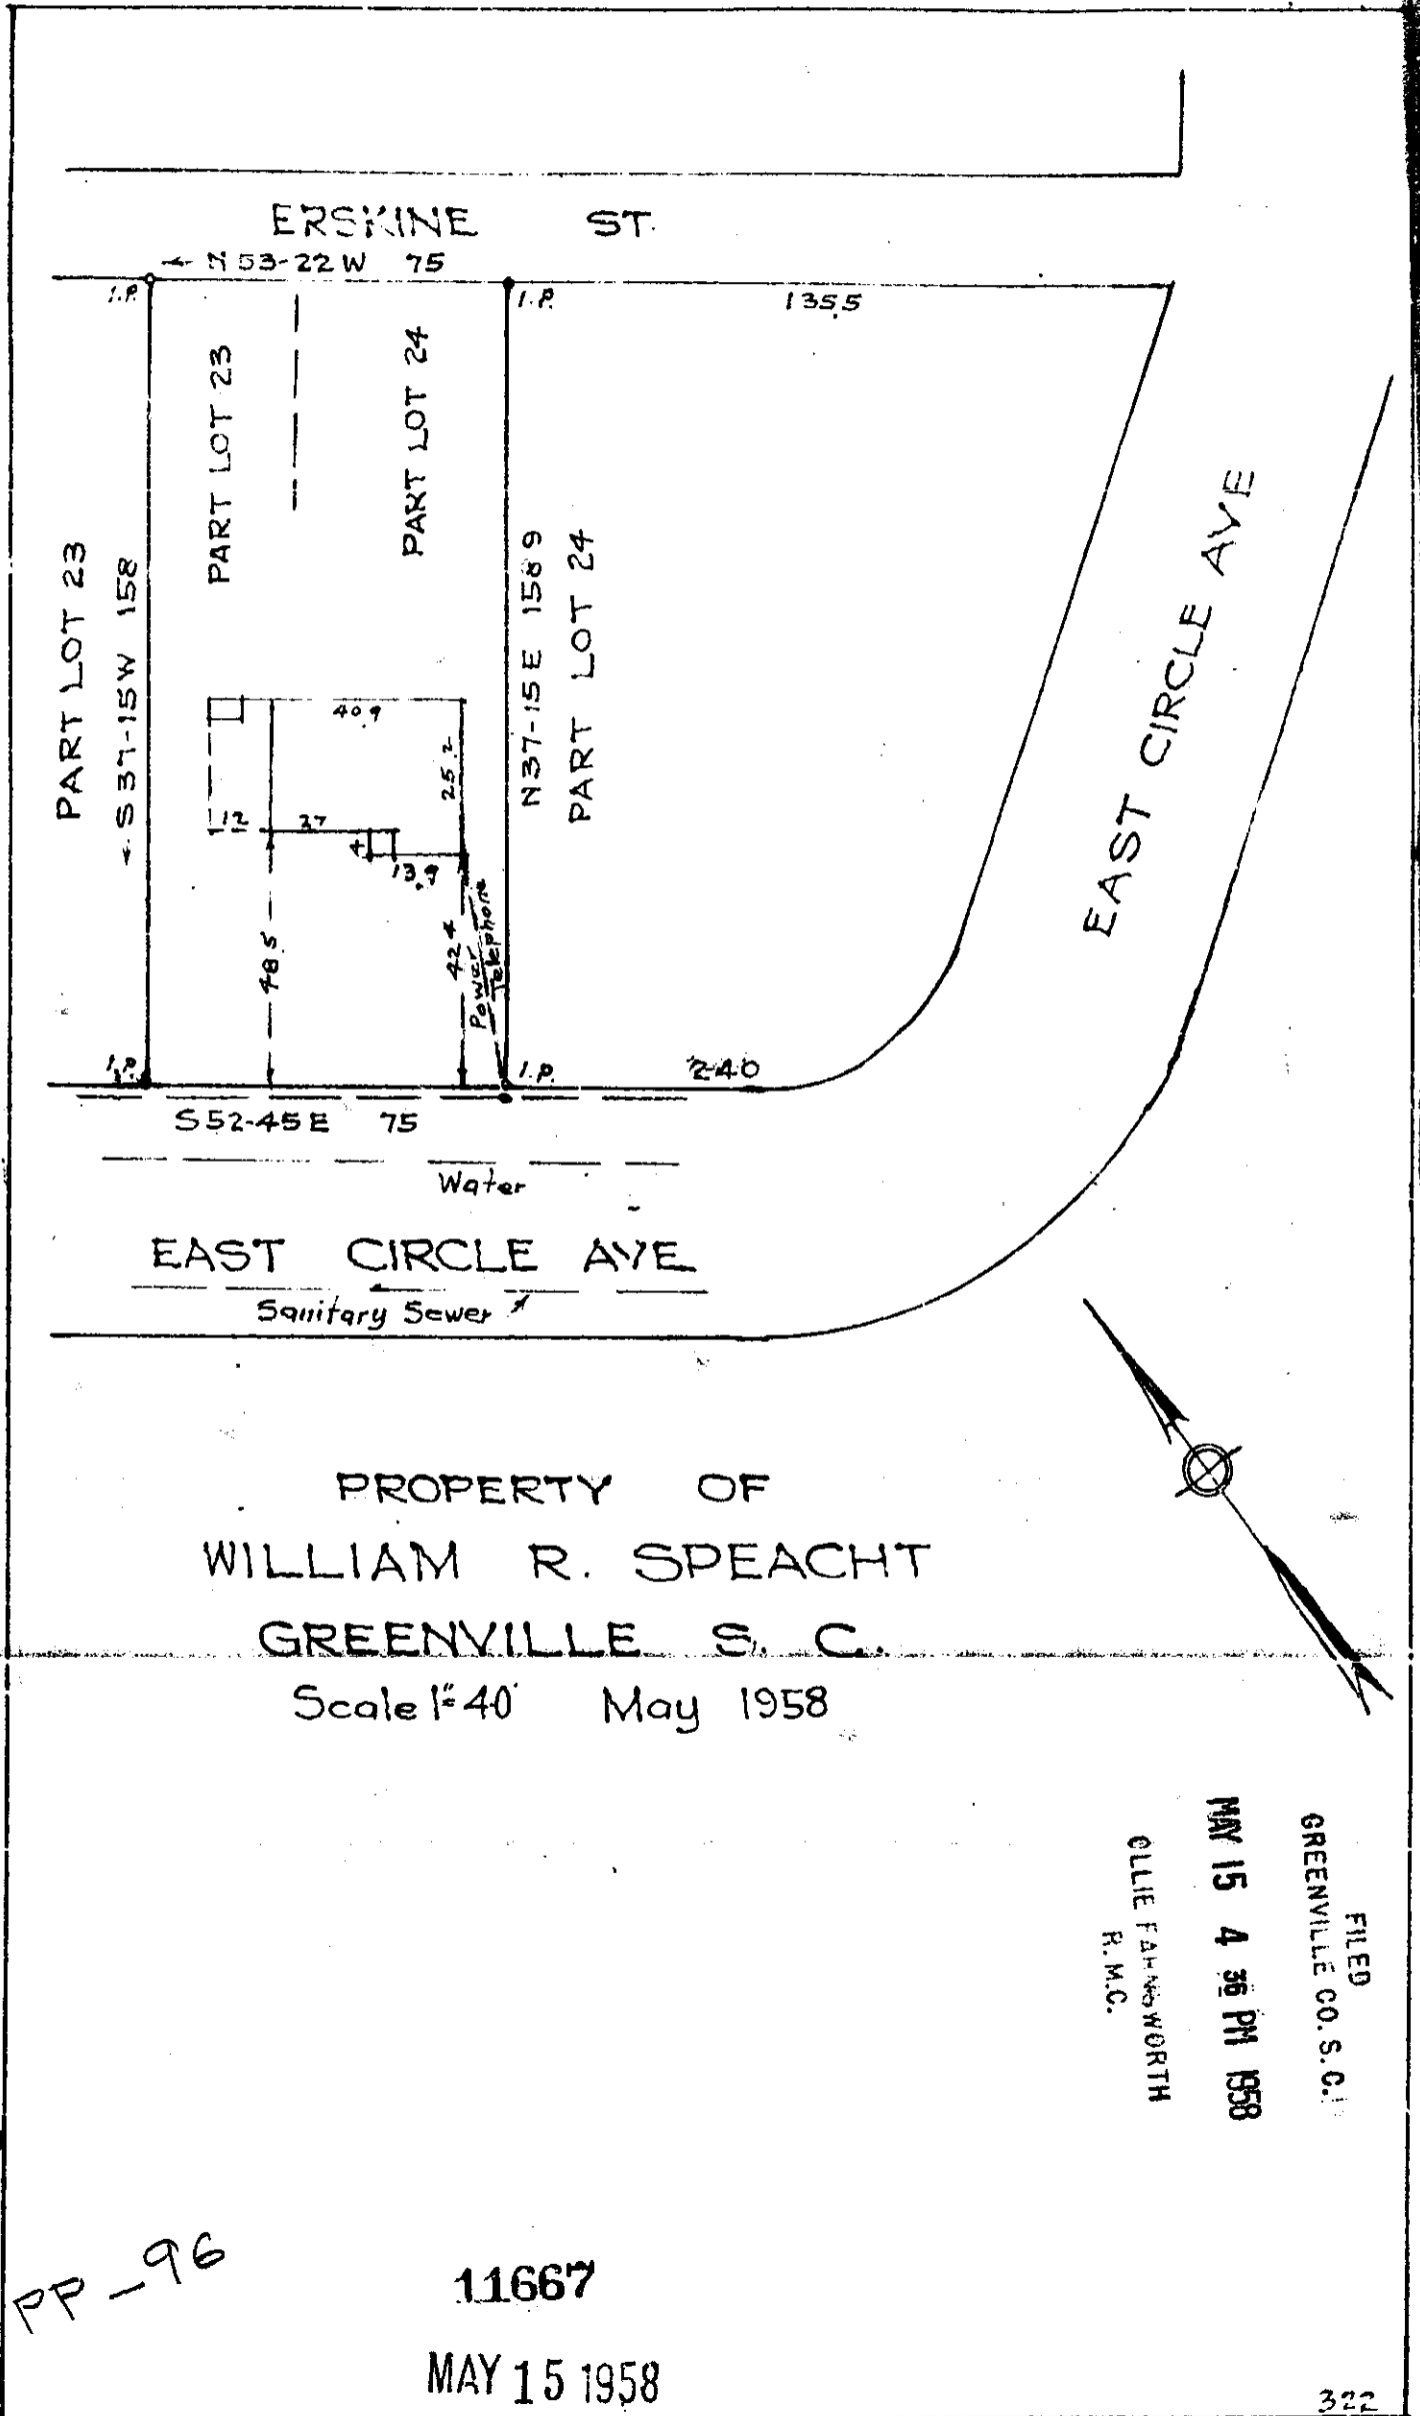 ERSKINE ST.
← N 53-22 W 75
I.P.
I.P.
135.5
PART LOT 23
PART LOT 24
PART LOT 23
← S 37-15 W 158
N 37-15 E 158 9
PART LOT 24
EAST CIRCLE AVE
40.9
25.2
12
27
4
13.9
48.5
42.4
Power
Telephone
I.P.
I.P.
240
S 52-45 E 75
Water
EAST CIRCLE AVE
Sanitary Sewer
PROPERTY OF
WILLIAM R. SPEACHT
GREENVILLE S. C.
Scale 1"=40' May 1958
FILED
GREENVILLE CO. S. C.
MAY 15 4 36 PM 1958
OLLIE FARNSWORTH
R. M. C.
PP-96
11667
MAY 15 1958
322